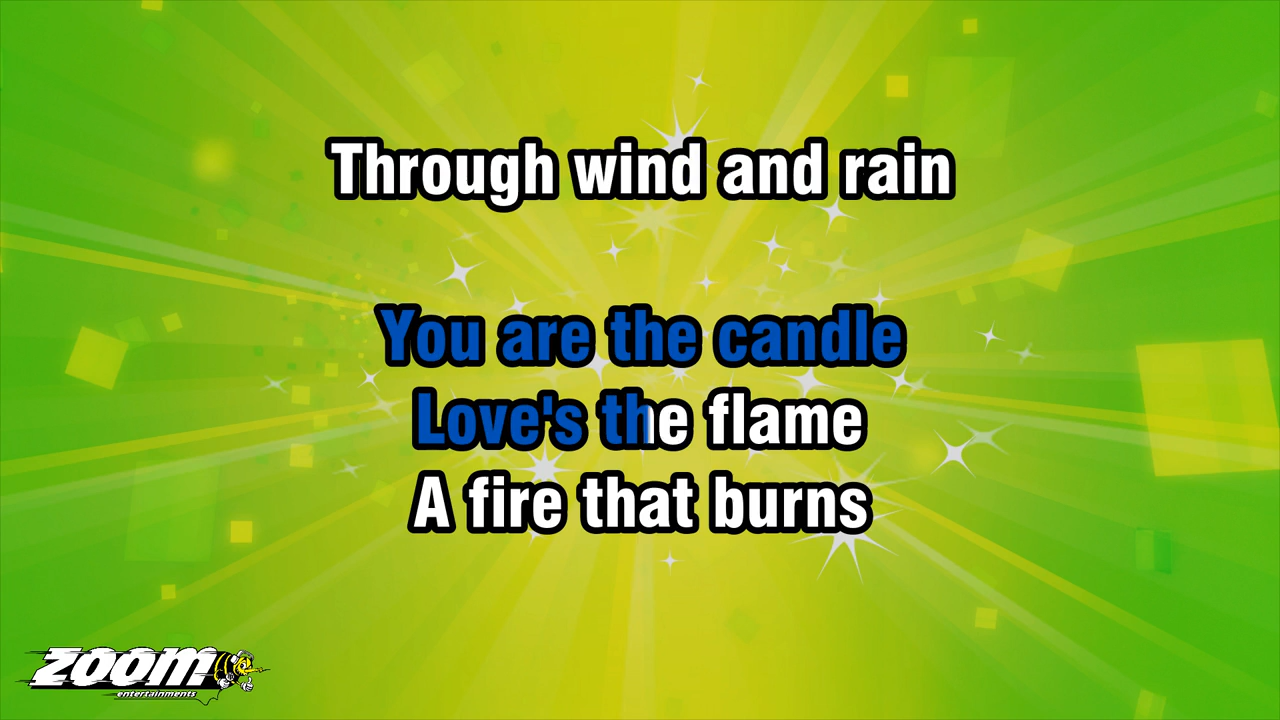 Through wind and rain
You are the candle
Love's the flame
A fire that burns
zoom
entertainments